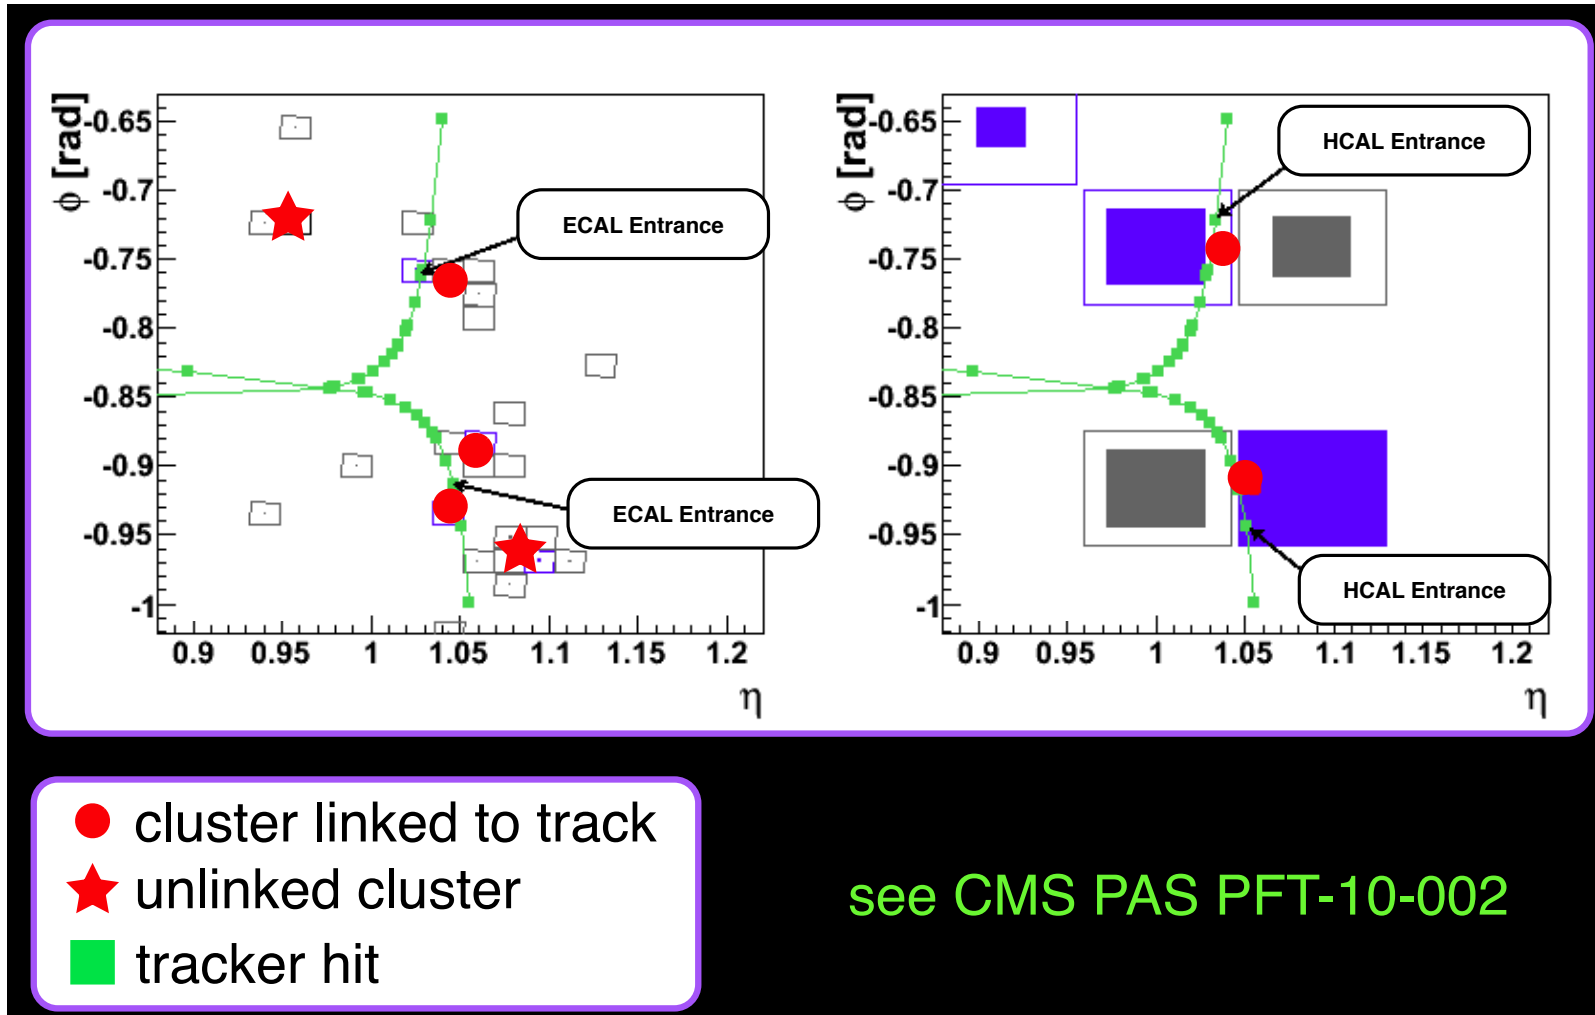 φ [rad]
-0.65
-0.7
-0.75
-0.8
-0.85
-0.9
-0.95
-1
0.9 0.95 1 1.05 1.1 1.15 1.2
η
ECAL Entrance
ECAL Entrance
φ [rad]
-0.65
-0.7
-0.75
-0.8
-0.85
-0.9
-0.95
-1
0.9 0.95 1 1.05 1.1 1.15 1.2
η
HCAL Entrance
HCAL Entrance
cluster linked to track
unlinked cluster
tracker hit
see CMS PAS PFT-10-002